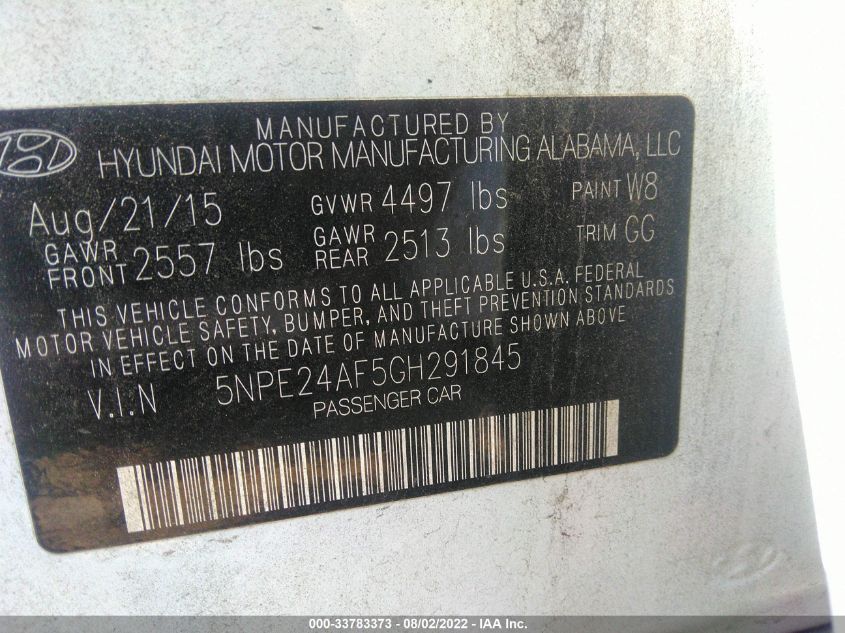 MANUFACTURED BY
HYUNDAI MOTOR MANUFACTURING ALABAMA, LLC
Aug/21/15 GVWR 4497 lbs PAINT W8
GAWR FRONT 2557 lbs GAWR REAR 2513 lbs TRIM GG
THIS VEHICLE CONFORMS TO ALL APPLICABLE U.S.A. FEDERAL
MOTOR VEHICLE SAFETY, BUMPER, AND THEFT PREVENTION STANDARDS
IN EFFECT ON THE DATE OF MANUFACTURE SHOWN ABOVE
V.I.N 5NPE24AF5GH291845
PASSENGER CAR
000-33783373 - 08/02/2022 - IAA Inc.